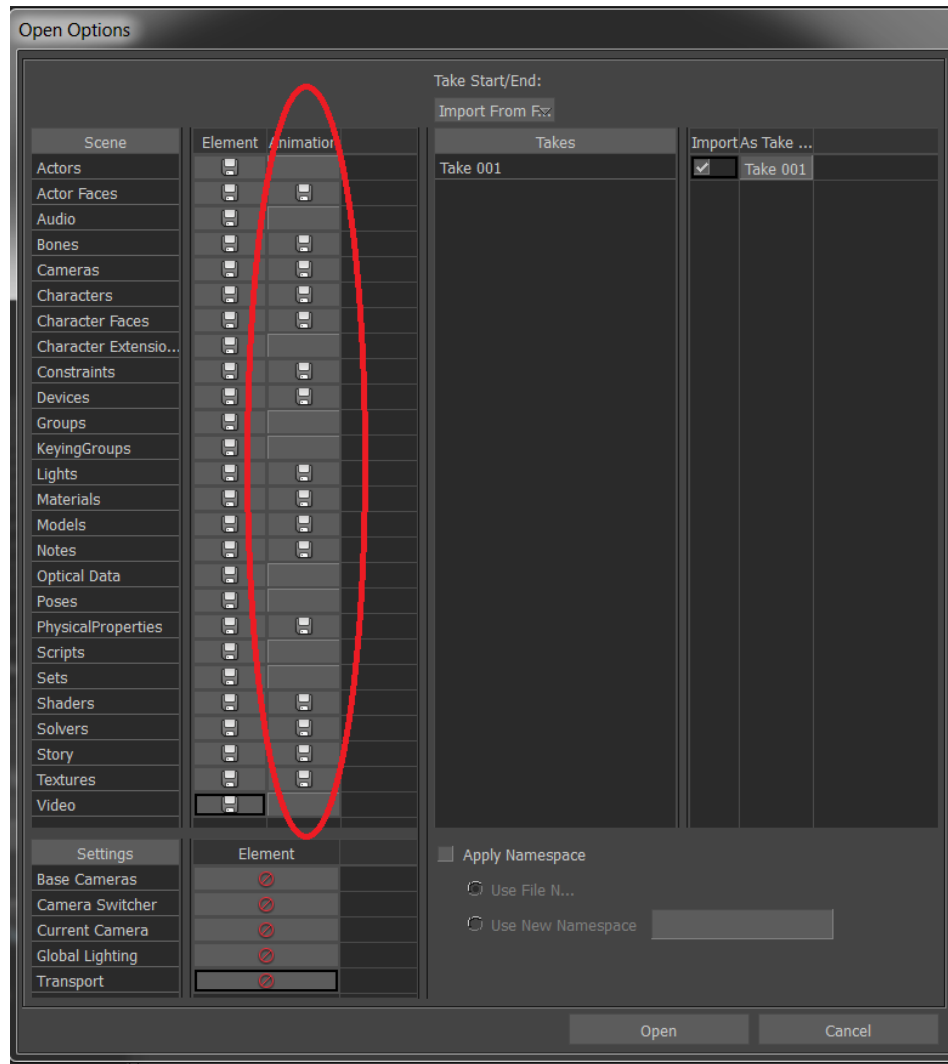 Open Options
Take Start/End:
Import From F...
Scene Element Animation Takes Import As Take ...
Actors Take 001 Take 001
Actor Faces
Audio
Bones
Cameras
Characters
Character Faces
Character Extensio...
Constraints
Devices
Groups
KeyingGroups
Lights
Materials
Models
Notes
Optical Data
Poses
PhysicalProperties
Scripts
Sets
Shaders
Solvers
Story
Textures
Video
Settings Element Apply Namespace
Base Cameras Use File N...
Camera Switcher
Current Camera Use New Namespace
Global Lighting
Transport
Open Cancel